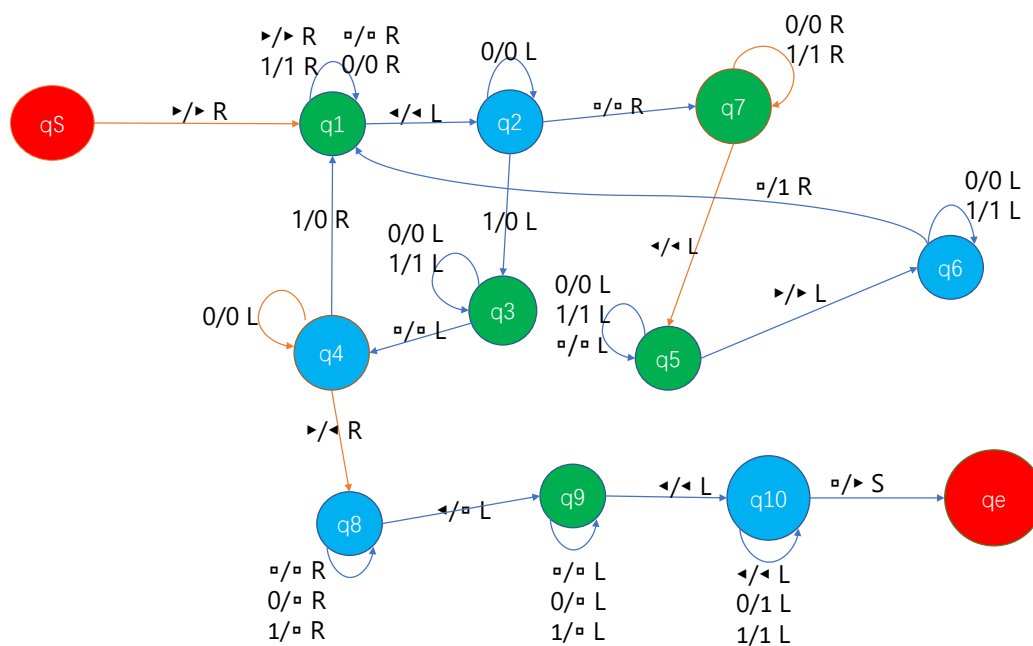 ▸/▸ R
1/1 R
¤/¤ R
0/0 R
0/0 L
0/0 R
1/1 R
qS
▸/▸ R
q1
◂/◂ L
q2
¤/¤ R
q7
¤/1 R
0/0 L
1/1 L
q6
1/0 R
1/0 L
0/0 L
1/1 L
q3
◂/◂ L
▸/▸ L
0/0 L
q4
¤/¤ L
0/0 L
1/1 L
¤/¤ L
q5
▸/◂ R
q8
◂/¤ L
q9
◂/◂ L
q10
¤/▸ S
qe
¤/¤ R
0/¤ R
1/¤ R
¤/¤ L
0/¤ L
1/¤ L
◂/◂ L
0/1 L
1/1 L